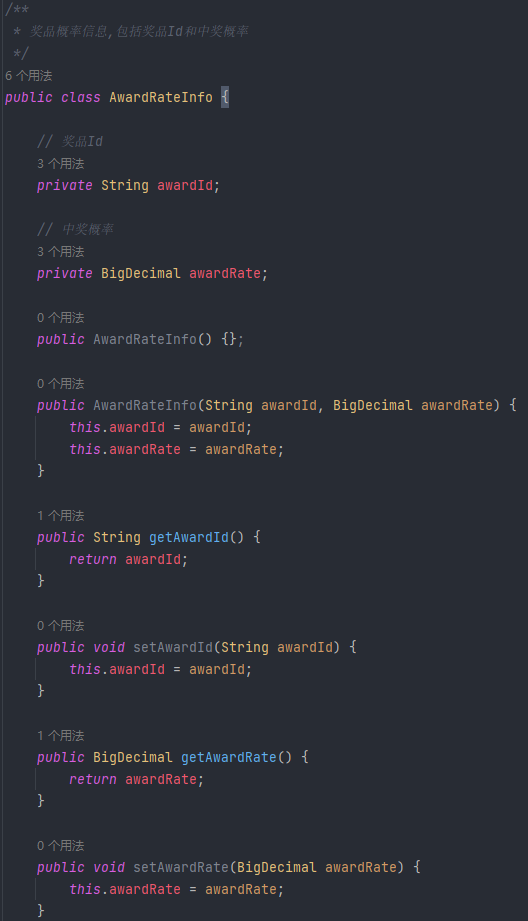 /**
 * 奖品概率信息,包括奖品Id和中奖概率
 */
6 个用法
public class AwardRateInfo {
// 奖品Id
3 个用法
private String awardId;
// 中奖概率
3 个用法
private BigDecimal awardRate;
0 个用法
public AwardRateInfo() {};
0 个用法
public AwardRateInfo(String awardId, BigDecimal awardRate) {
this.awardId = awardId;
this.awardRate = awardRate;
}
1 个用法
public String getAwardId() {
return awardId;
}
0 个用法
public void setAwardId(String awardId) {
this.awardId = awardId;
}
1 个用法
public BigDecimal getAwardRate() {
return awardRate;
}
0 个用法
public void setAwardRate(BigDecimal awardRate) {
this.awardRate = awardRate;
}